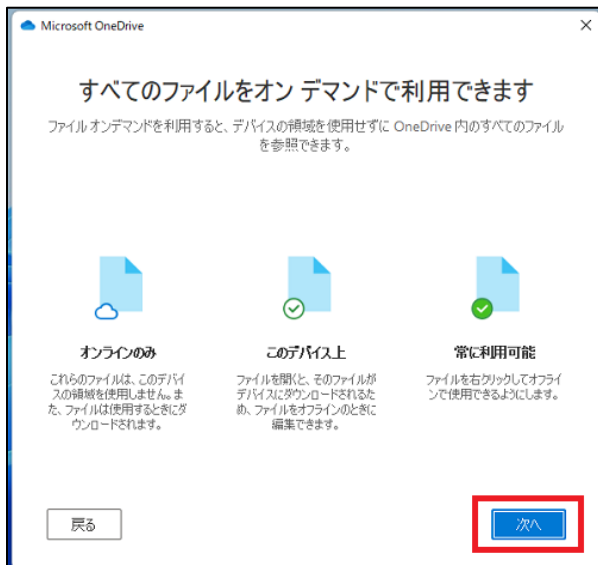 Microsoft OneDrive
すべてのファイルをオン デマンドで利用できます
ファイル オンデマンドを利用すると、デバイスの領域を使用せずに OneDrive 内のすべてのファイル
を参照できます。
オンラインのみ
これらのファイルは、このデバイ
スの領域を使用しません。ま
た、ファイルは使用するときにダ
ウンロードされます。
このデバイス上
ファイルを開くと、そのファイルが
デバイスにダウンロードされるた
め、ファイルをオフラインのときに
編集できます。
常に利用可能
ファイルを右クリックしてオフライ
ンで使用できるようにします。
戻る
次へ